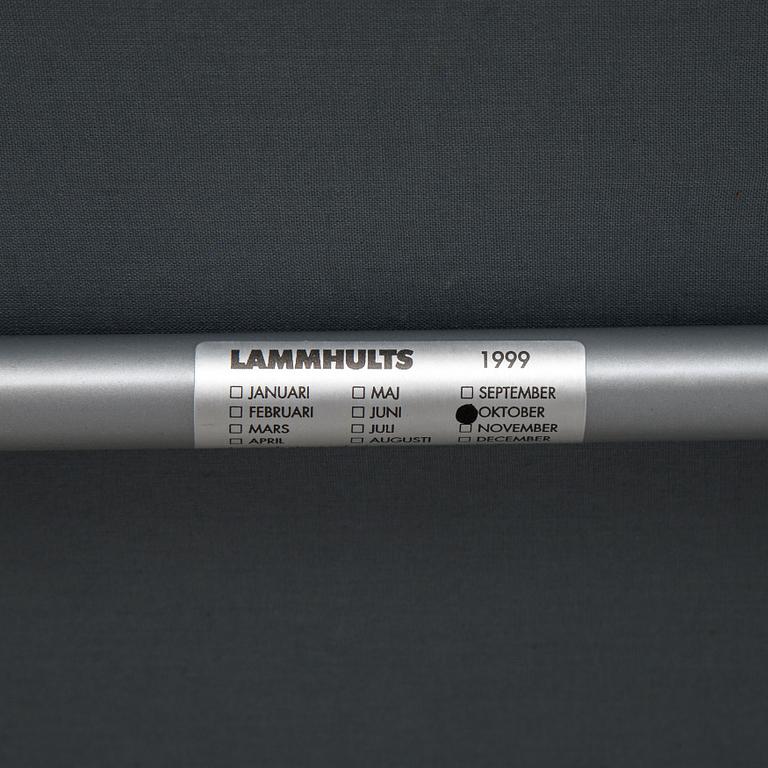 LAMMHULTS 1999
JANUARI MAJ SEPTEMBER
FEBRUARI JUNI OKTOBER
MARS JULI NOVEMBER
APRIL AUGUSTI DECEMBER